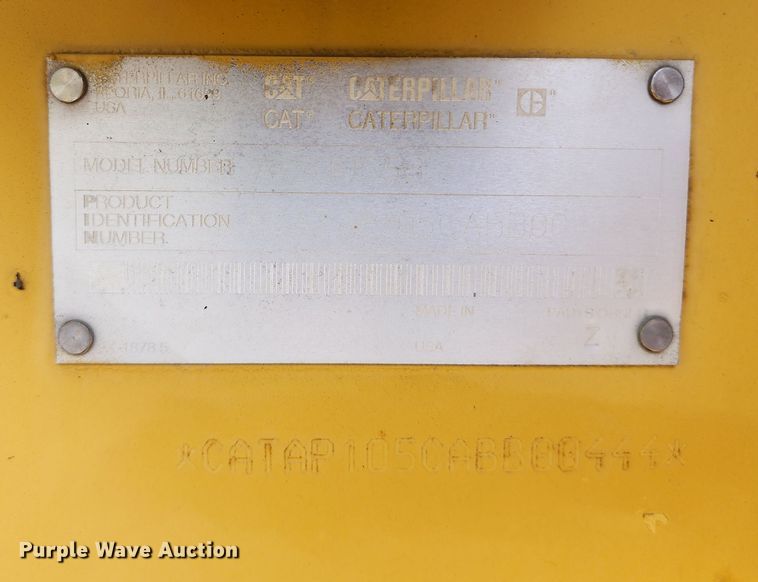 CATERPILLAR INC.
PEORIA, IL. 61629
USA
CAT® CATERPILLAR® ®
CAT® CATERPILLAR®
MODEL NUMBER
PRODUCT
IDENTIFICATION
NUMBER
MADE IN
USA
Z
*CATAP105CABB00444*
Purple Wave Auction